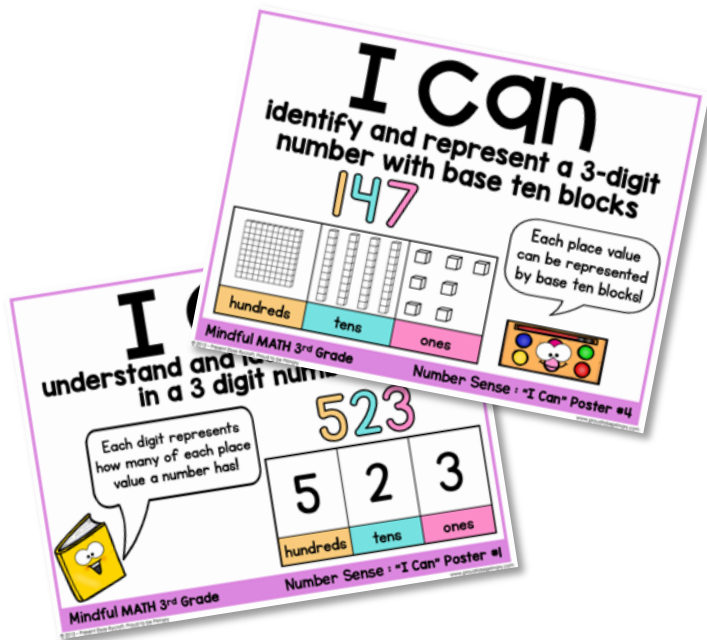 I can
identify and represent a 3-digit
number with base ten blocks
147
Each place value
can be represented
by base ten blocks!
hundreds
tens
ones
Mindful MATH 3rd Grade
Number Sense : "I Can" Poster #4
I
understand and
in a 3 digit
523
Each digit represents
how many of each place
value a number has!
5 2 3
hundreds
tens
ones
Mindful MATH 3rd Grade
Number Sense : "I Can" Poster #1